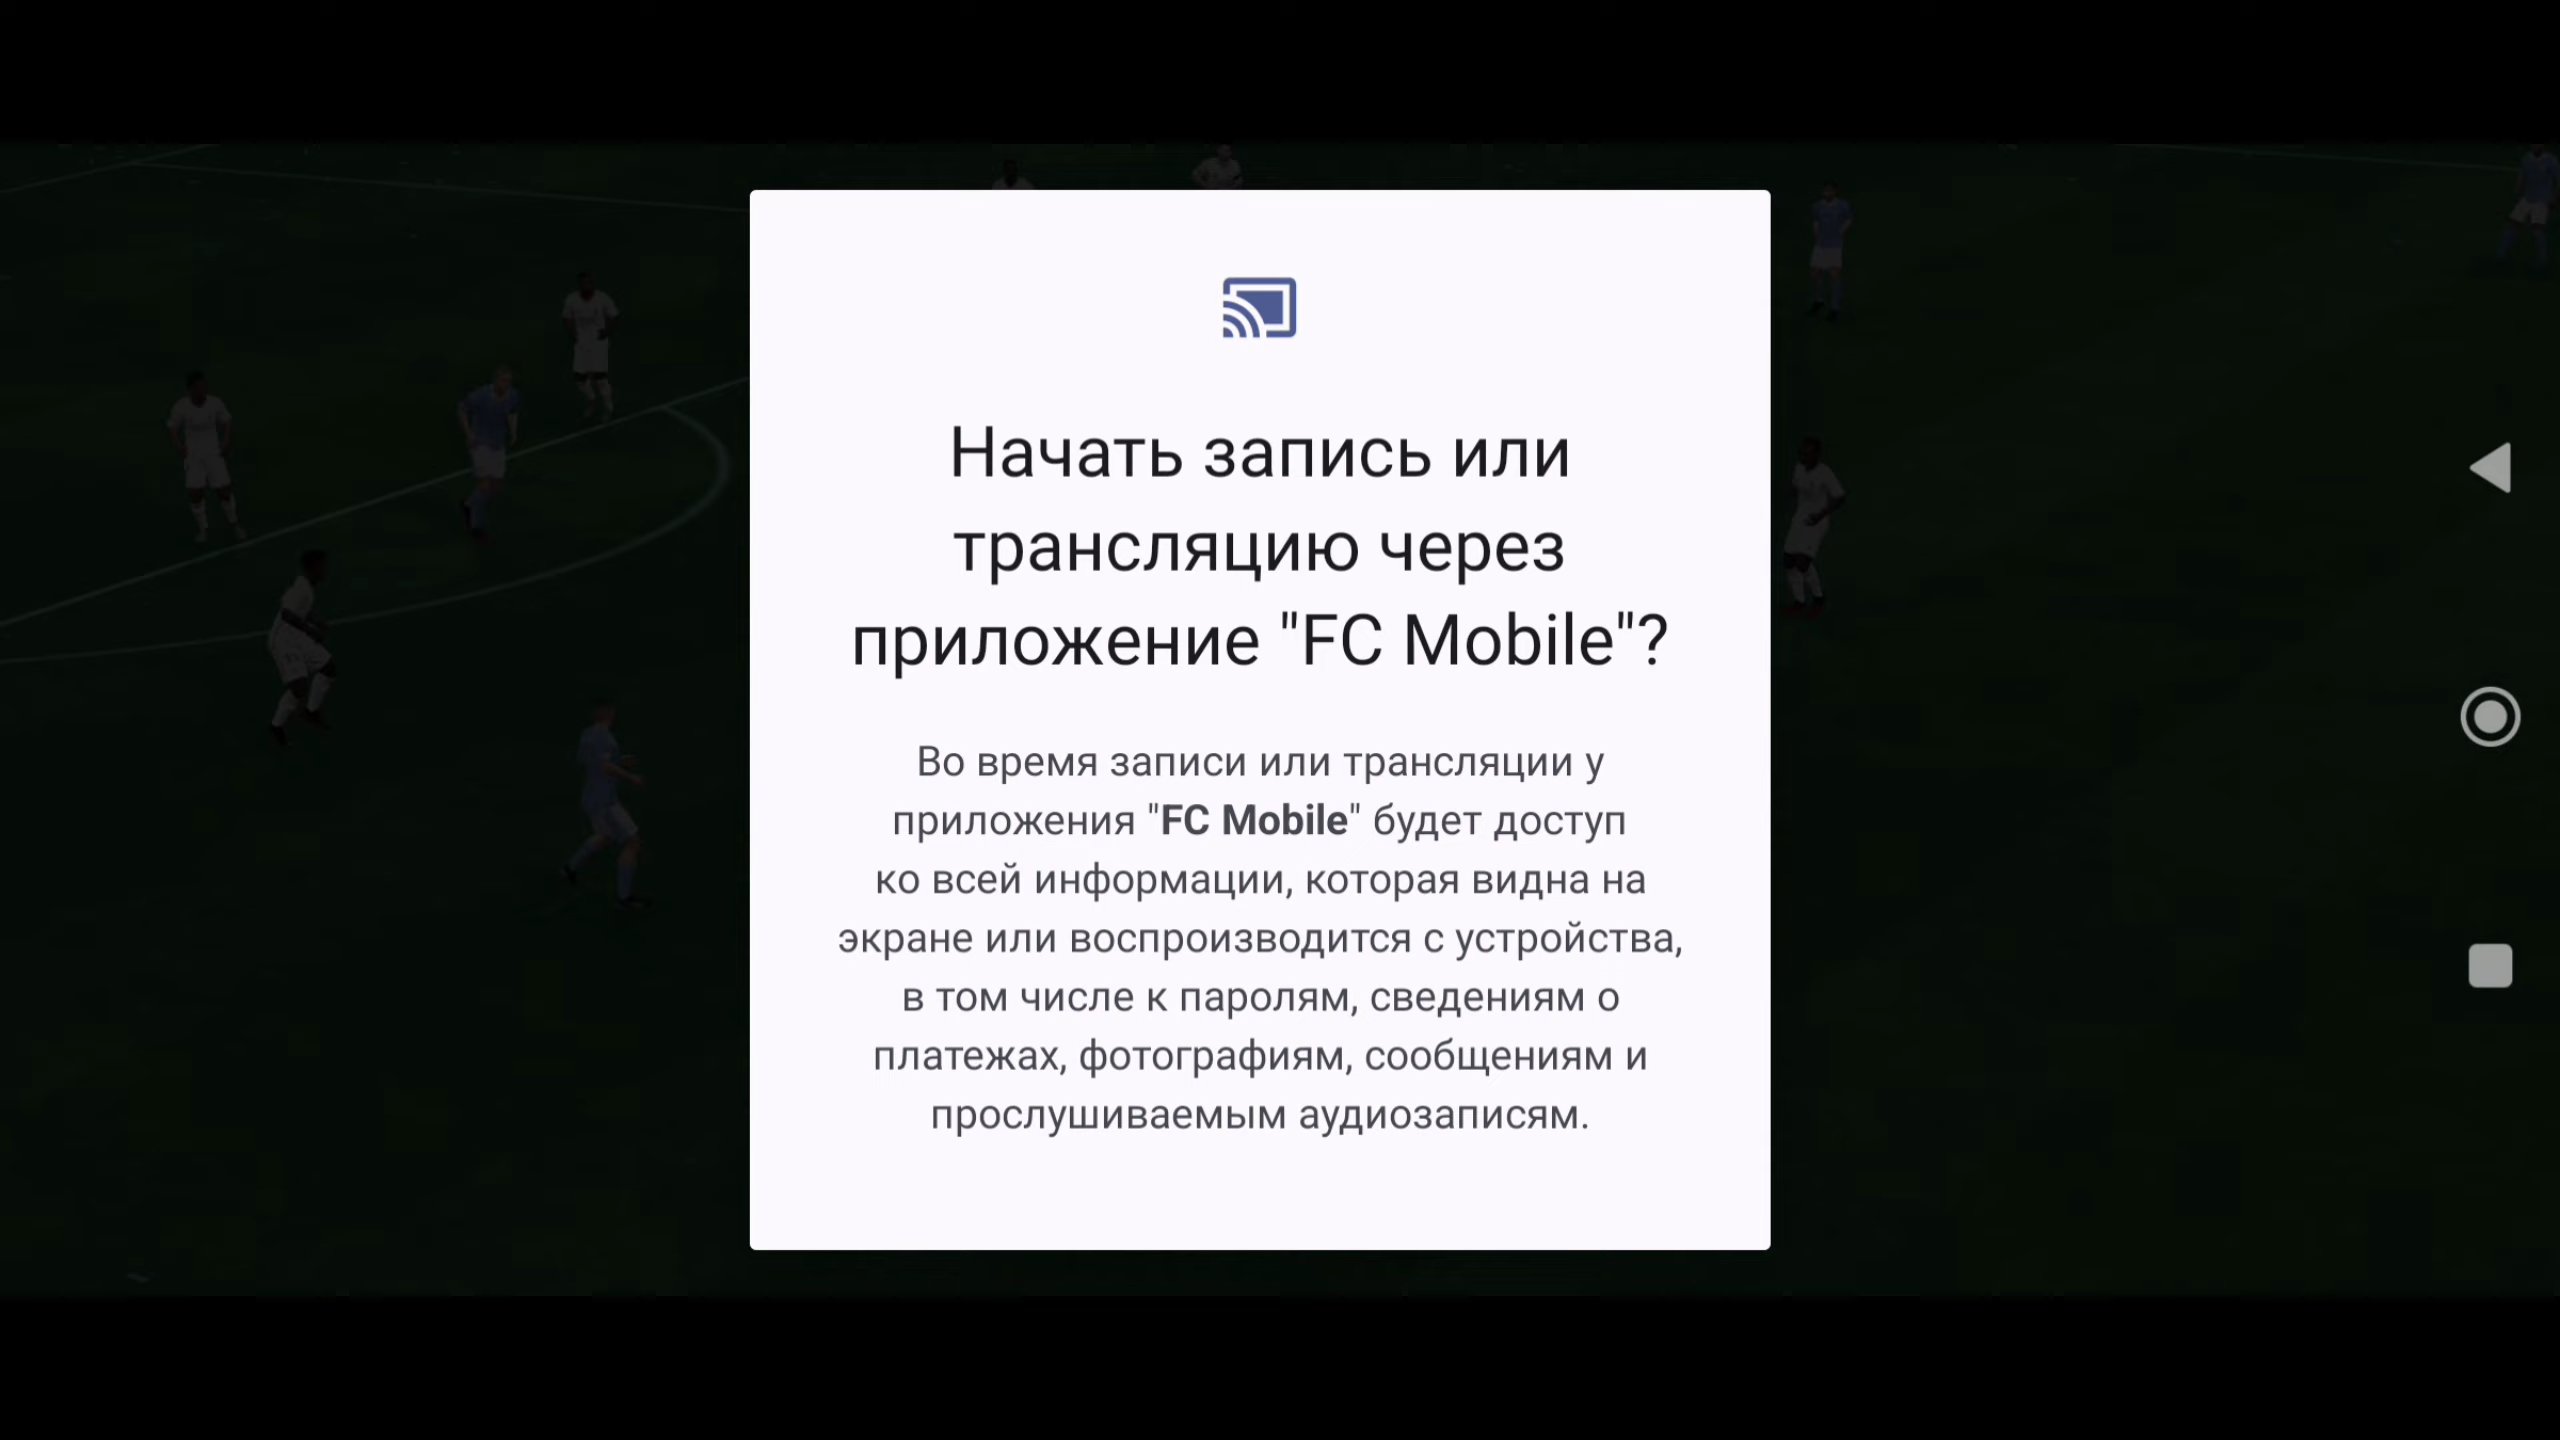 Начать запись или
трансляцию через
приложение "FC Mobile"?
Во время записи или трансляции у
приложения "FC Mobile" будет доступ
ко всей информации, которая видна на
экране или воспроизводится с устройства,
в том числе к паролям, сведениям о
платежах, фотографиям, сообщениям и
прослушиваемым аудиозаписям.